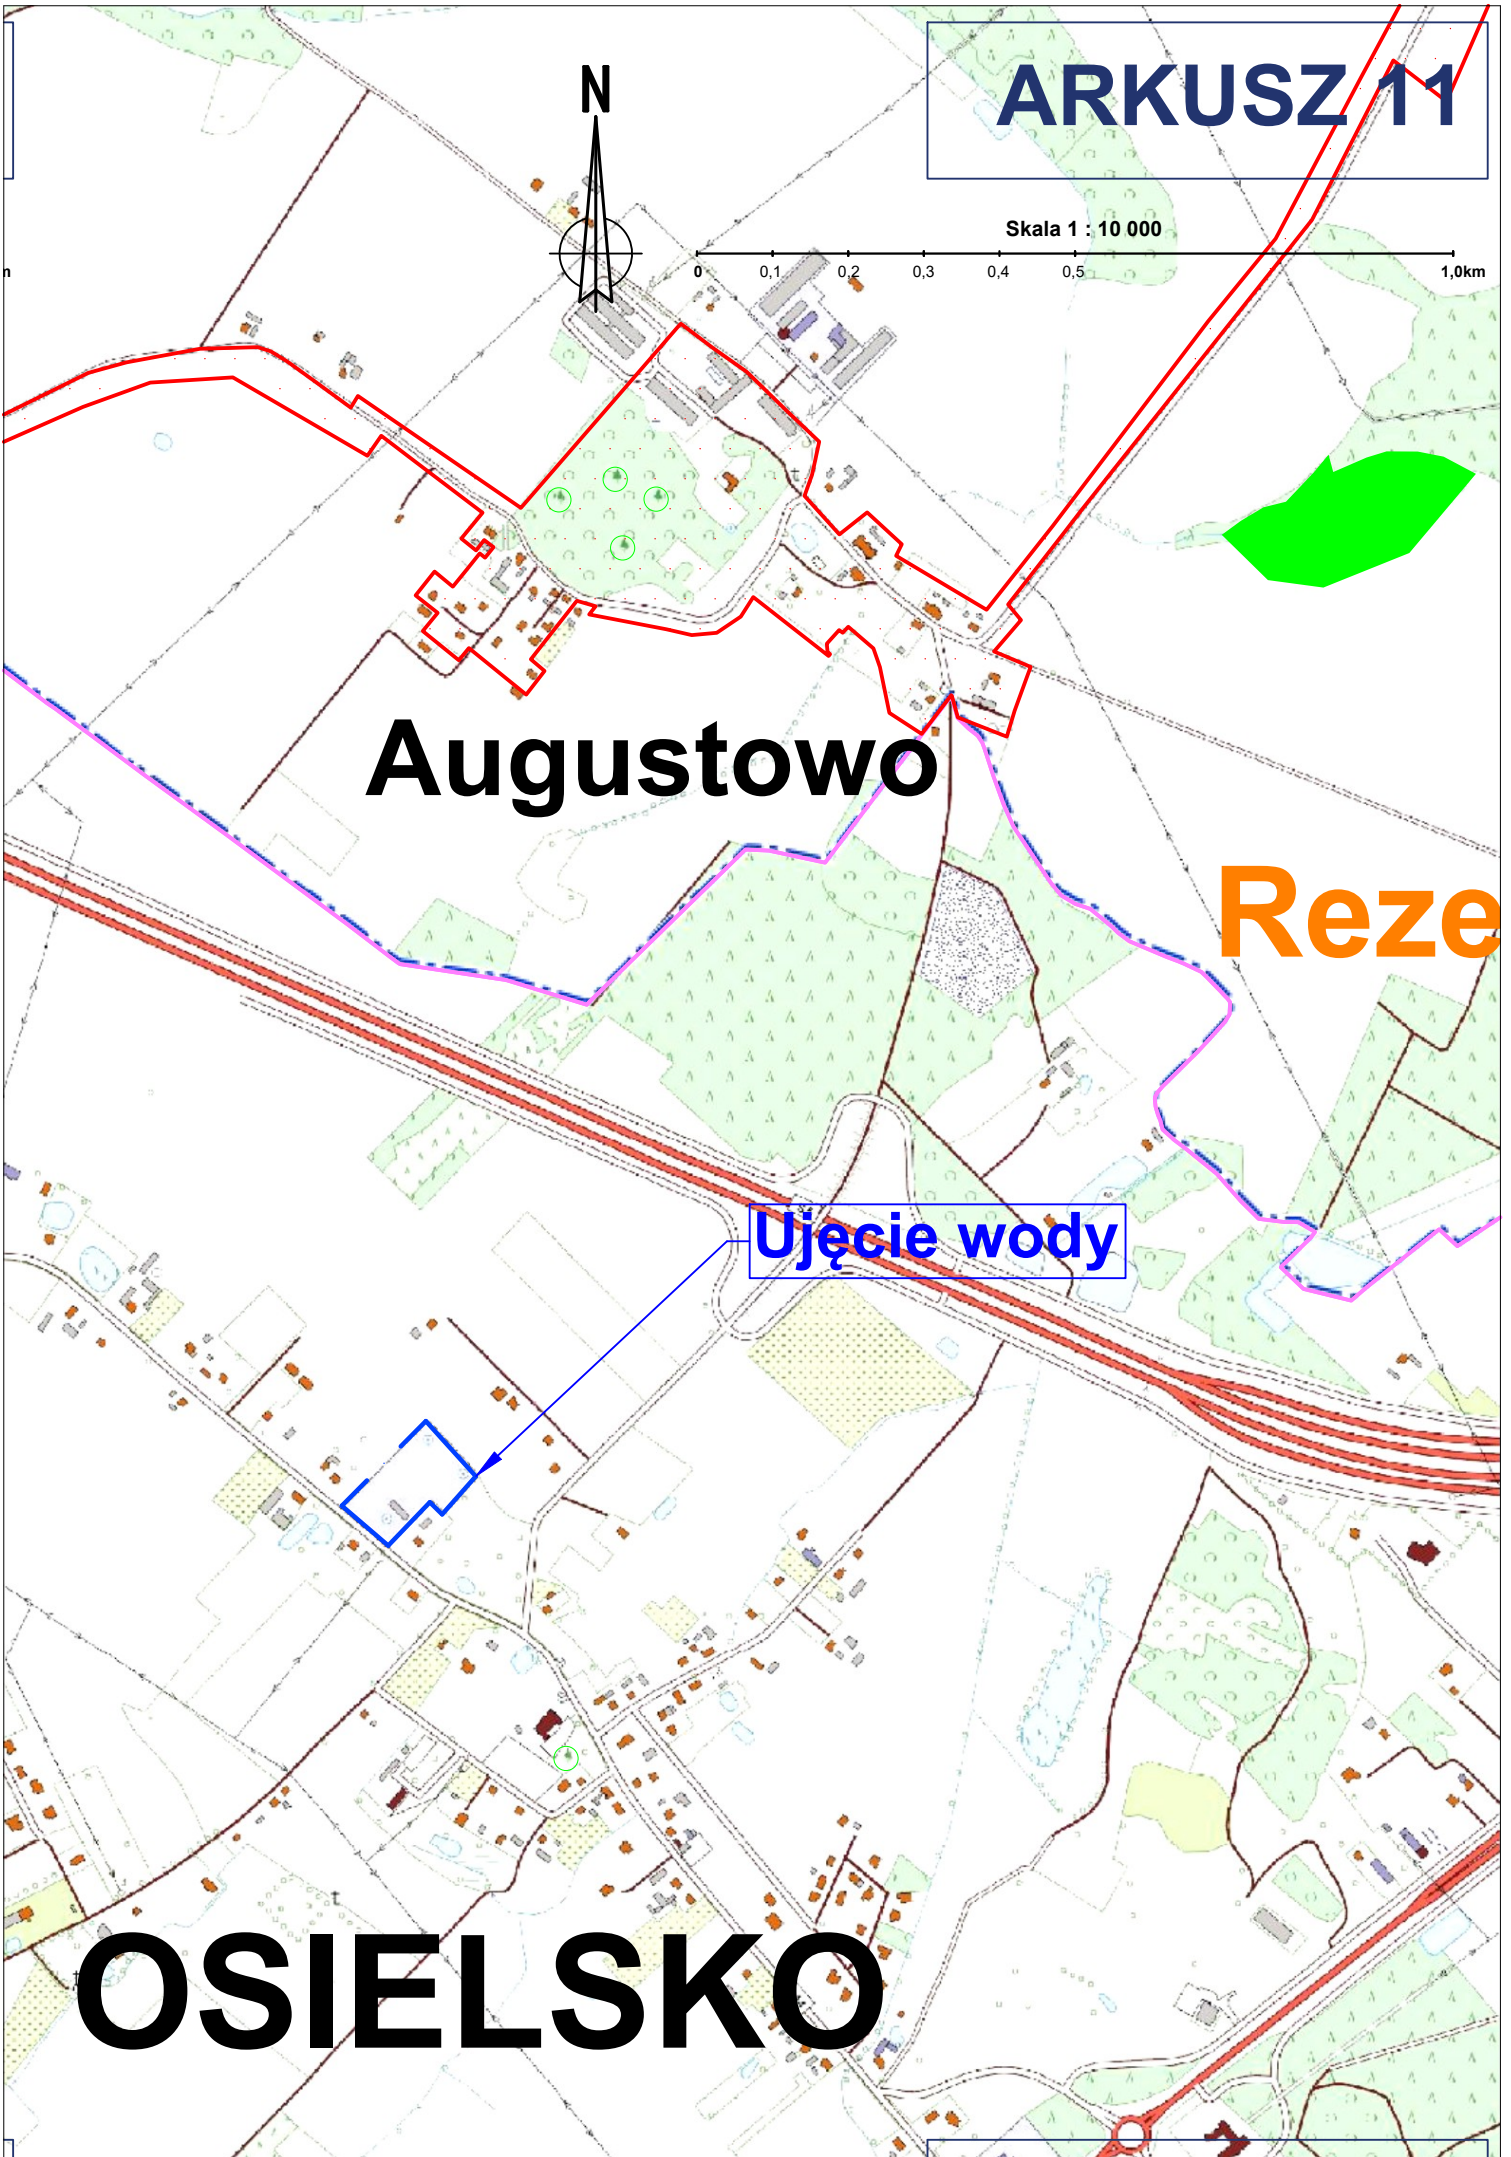 N
ARKUSZ 11
Skala 1 : 10 000
0 0,1 0,2 0,3 0,4 0,5 1,0km
Augustowo
Reze
Ujęcie wody
OSIELSKO